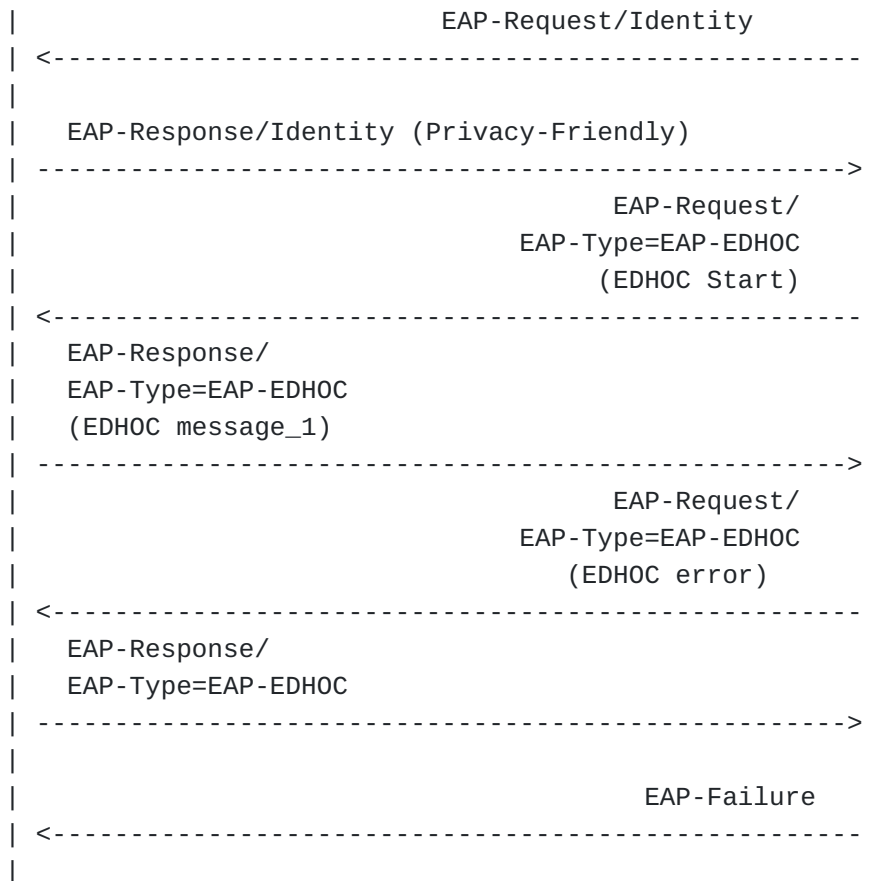 EAP-Request/Identity
EAP-Response/Identity (Privacy-Friendly)
EAP-Request/
EAP-Type=EAP-EDHOC
(EDHOC Start)
EAP-Response/
EAP-Type=EAP-EDHOC
(EDHOC message_1)
EAP-Request/
EAP-Type=EAP-EDHOC
(EDHOC error)
EAP-Response/
EAP-Type=EAP-EDHOC
EAP-Failure